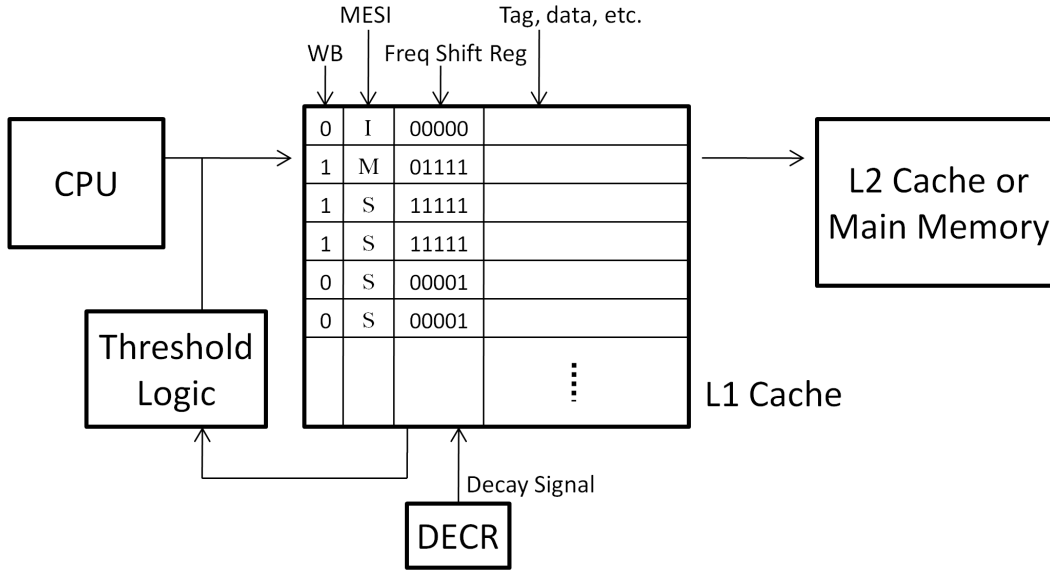 MESI
Tag, data, etc.
WB
Freq Shift Reg
CPU
0 I 00000
1 M 01111
1 S 11111
1 S 11111
0 S 00001
0 S 00001
L2 Cache or
Main Memory
Threshold
Logic
L1 Cache
Decay Signal
DECR